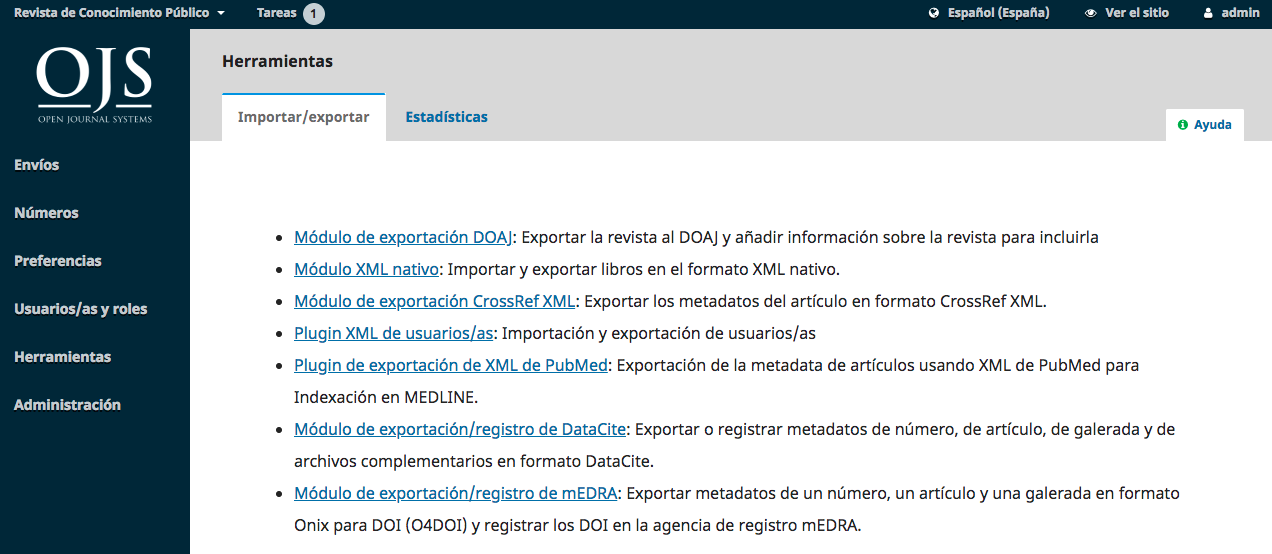 Revista de Conocimiento Público Tareas 1 Español (España) Ver el sitio admin
OJS
OPEN JOURNAL SYSTEMS
Envíos
Números
Preferencias
Usuarios/as y roles
Herramientas
Administración
Herramientas
Importar/exportar Estadísticas
Ayuda
Módulo de exportación DOAJ: Exportar la revista al DOAJ y añadir información sobre la revista para incluirla
Módulo XML nativo: Importar y exportar libros en el formato XML nativo.
Módulo de exportación CrossRef XML: Exportar los metadatos del artículo en formato CrossRef XML.
Plugin XML de usuarios/as: Importación y exportación de usuarios/as
Plugin de exportación de XML de PubMed: Exportación de la metadata de artículos usando XML de PubMed para
Indexación en MEDLINE.
Módulo de exportación/registro de DataCite: Exportar o registrar metadatos de número, de artículo, de galerada y de
archivos complementarios en formato DataCite.
Módulo de exportación/registro de mEDRA: Exportar metadatos de un número, un artículo y una galerada en formato
Onix para DOI (O4DOI) y registrar los DOI en la agencia de registro mEDRA.